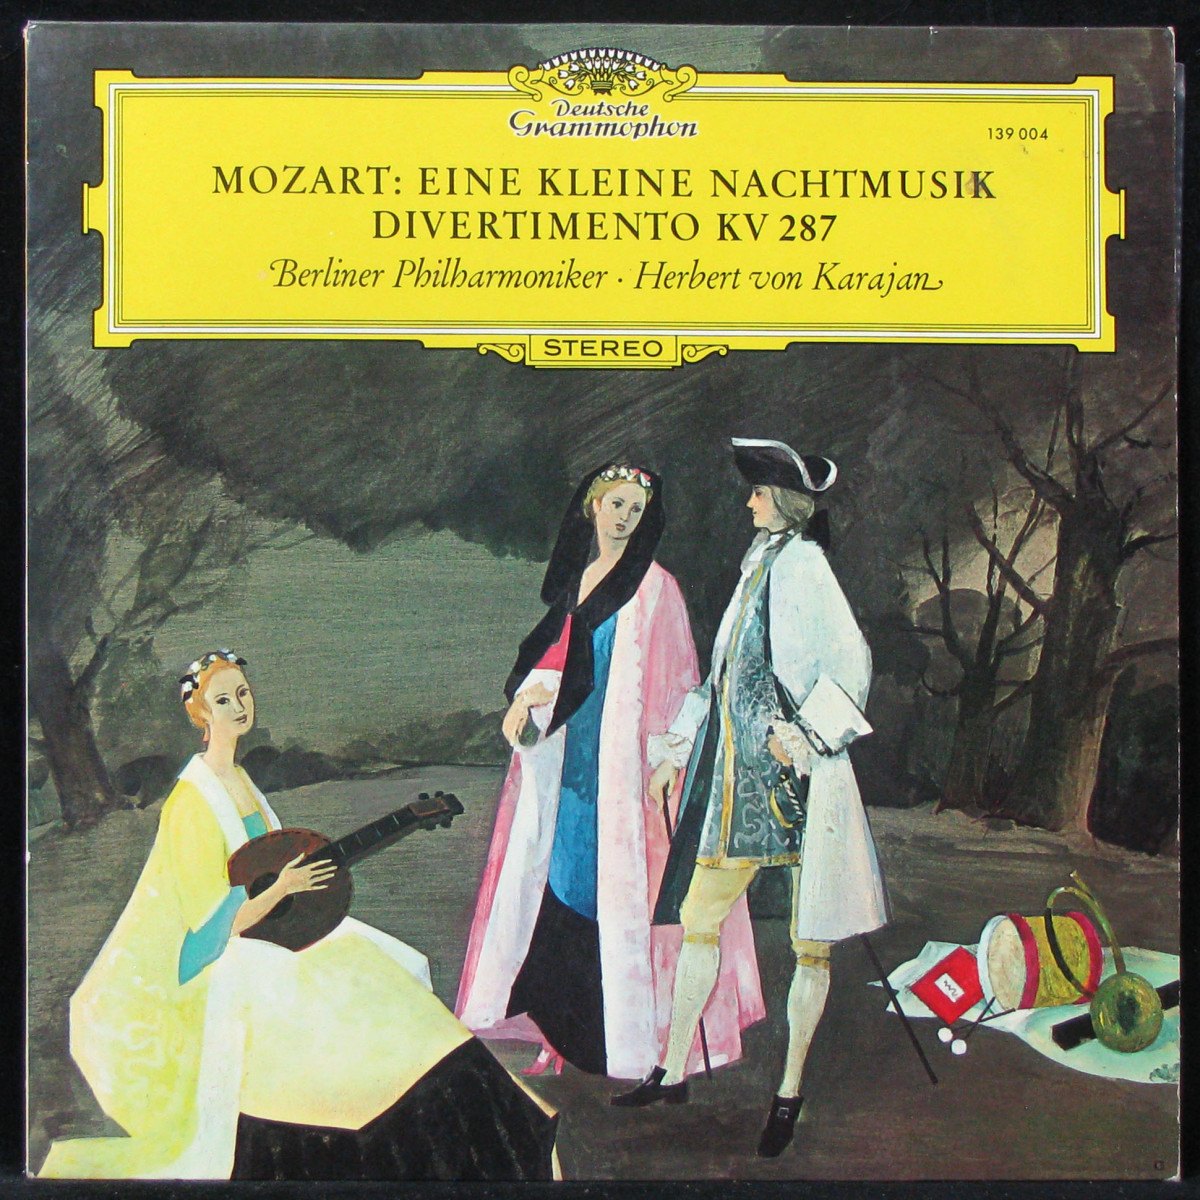 Deutsche
Grammophon
139 004
MOZART: EINE KLEINE NACHTMUSIK
DIVERTIMENTO KV 287
Berliner Philharmoniker · Herbert von Karajan
STEREO